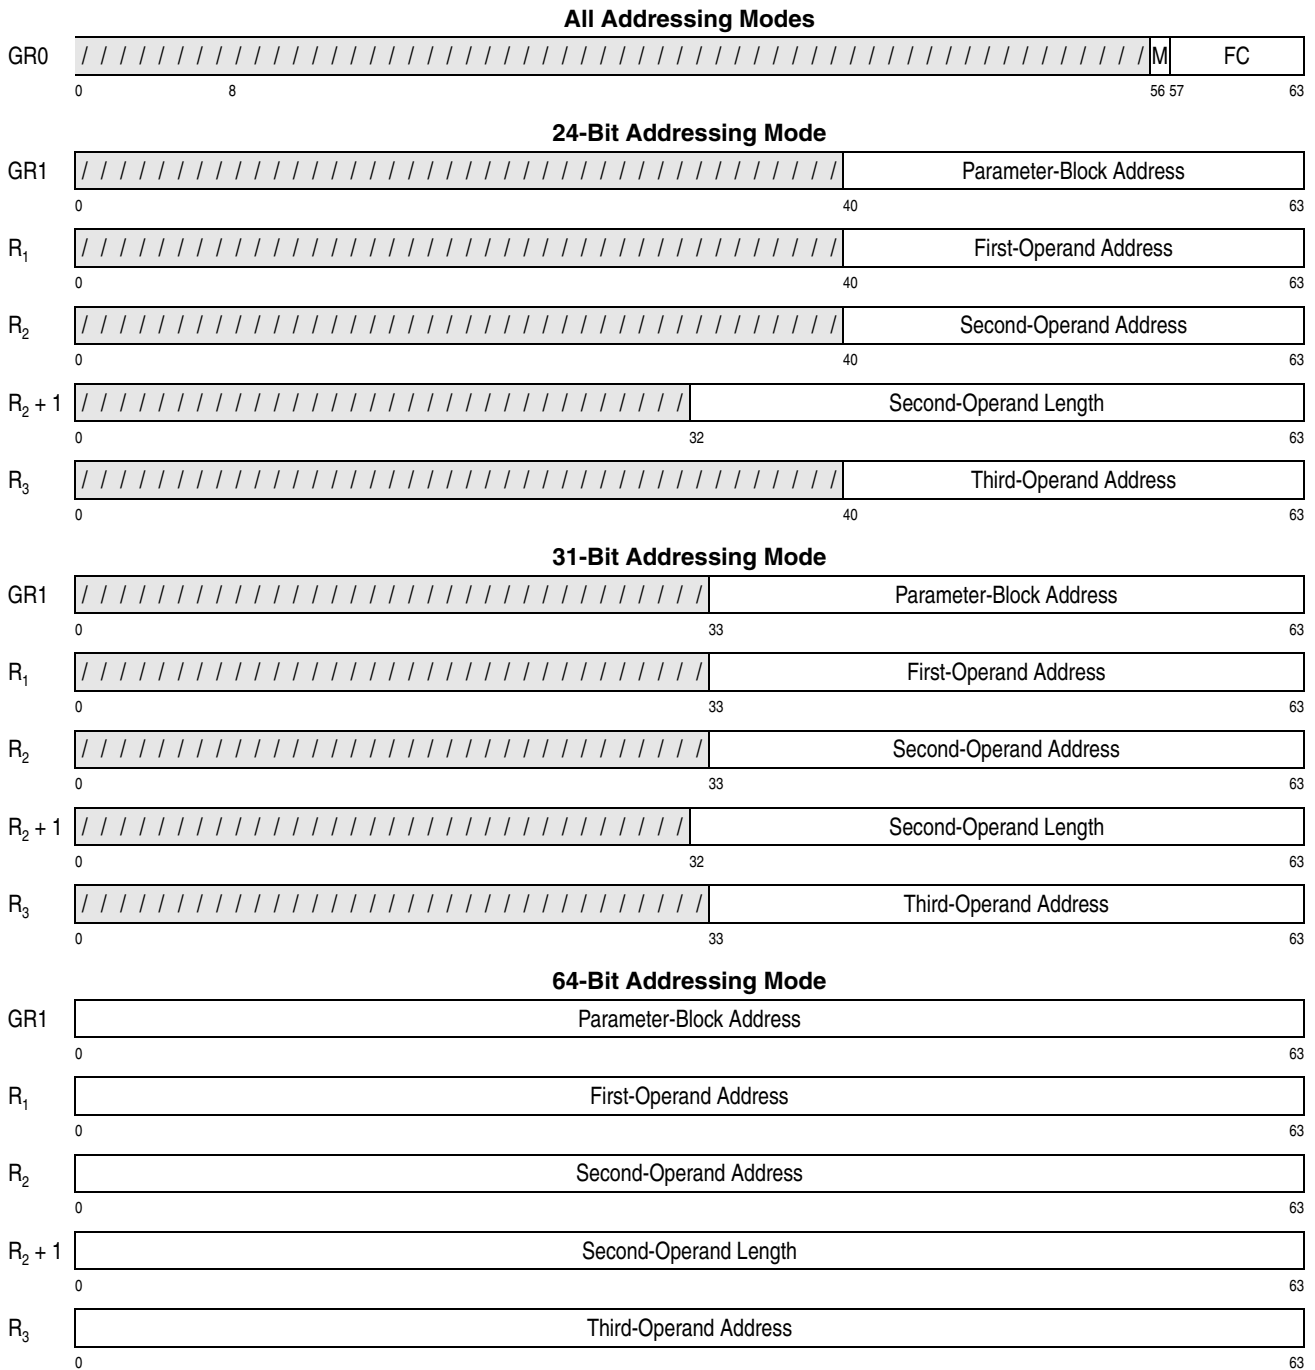 All Addressing Modes
GR0 / / / / / / / / / / / / / / / / / / / / / / / / / / / / / / / / / / / / / / / / / / / / / / / / / / / / / / / / M FC
0 8 56 57 63
24-Bit Addressing Mode
GR1 / / / / / / / / / / / / / / / / / / / / / / / / / / / / / / / / / / / / / / / / Parameter-Block Address
0 40 63
R₁ / / / / / / / / / / / / / / / / / / / / / / / / / / / / / / / / / / / / / / / / First-Operand Address
0 40 63
R₂ / / / / / / / / / / / / / / / / / / / / / / / / / / / / / / / / / / / / / / / / Second-Operand Address
0 40 63
R₂ + 1 / / / / / / / / / / / / / / / / / / / / / / / / / / / / / / / / Second-Operand Length
0 32 63
R₃ / / / / / / / / / / / / / / / / / / / / / / / / / / / / / / / / / / / / / / / / Third-Operand Address
0 40 63
31-Bit Addressing Mode
GR1 / / / / / / / / / / / / / / / / / / / / / / / / / / / / / / / / / Parameter-Block Address
0 33 63
R₁ / / / / / / / / / / / / / / / / / / / / / / / / / / / / / / / / / First-Operand Address
0 33 63
R₂ / / / / / / / / / / / / / / / / / / / / / / / / / / / / / / / / / Second-Operand Address
0 33 63
R₂ + 1 / / / / / / / / / / / / / / / / / / / / / / / / / / / / / / / / Second-Operand Length
0 32 63
R₃ / / / / / / / / / / / / / / / / / / / / / / / / / / / / / / / / / Third-Operand Address
0 33 63
64-Bit Addressing Mode
GR1 Parameter-Block Address
0 63
R₁ First-Operand Address
0 63
R₂ Second-Operand Address
0 63
R₂ + 1 Second-Operand Length
0 63
R₃ Third-Operand Address
0 63